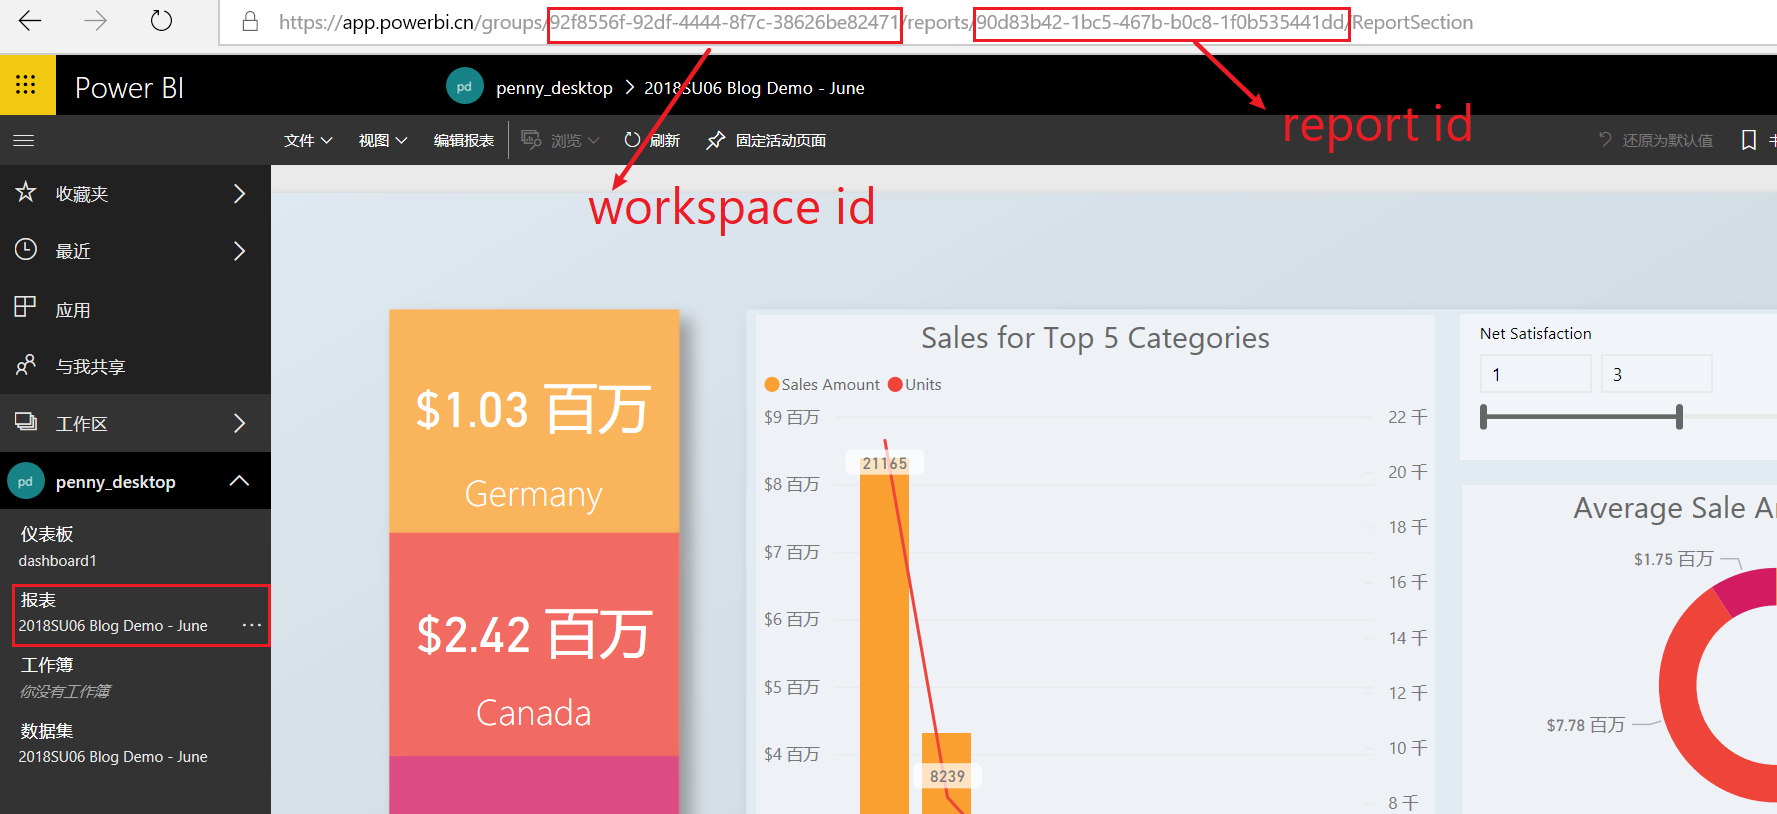 https://app.powerbi.cn/groups/92f8556f-92df-4444-8f7c-38626be82471/reports/90d83b42-1bc5-467b-b0c8-1f0b535441dd/ReportSection
Power BI
pd
penny_desktop
2018SU06 Blog Demo - June
文件
视图
编辑报表
浏览
刷新
固定活动页面
还原为默认值
report id
workspace id
收藏夹
最近
应用
与我共享
工作区
pd
penny_desktop
仪表板
dashboard1
报表
2018SU06 Blog Demo - June
...
工作簿
你没有工作簿
数据集
2018SU06 Blog Demo - June
$1.03 百万
Germany
$2.42 百万
Canada
Sales for Top 5 Categories
Sales Amount
Units
$9 百万
$8 百万
$7 百万
$6 百万
$5 百万
$4 百万
21165
8239
22 千
20 千
18 千
16 千
14 千
12 千
10 千
8 千
Net Satisfaction
1
3
Average Sale
$1.75 百万
$7.78 百万